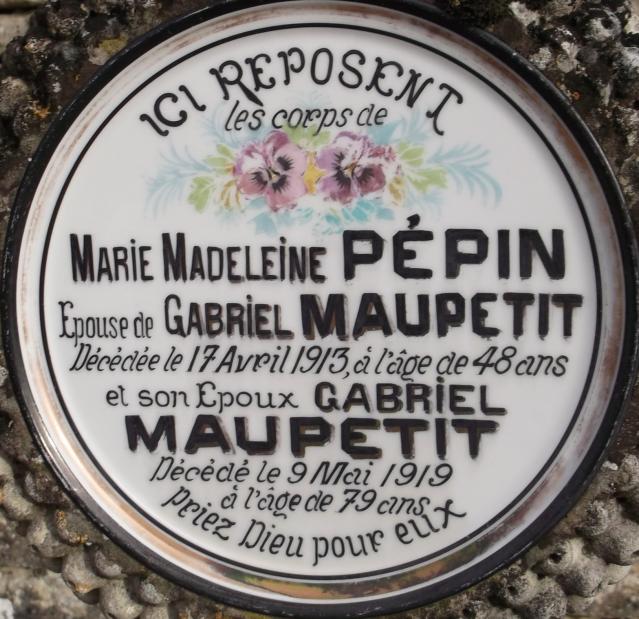 ICI REPOSENT
les corps de
MARIE MADELEINE PÉPIN
Epouse de GABRIEL MAUPETIT
Décédée le 17 Avril 1913, à l'âge de 48 ans
et son Epoux GABRIEL
MAUPETIT
Décédé le 9 Mai 1919
à l'âge de 79 ans
Priez Dieu pour eux